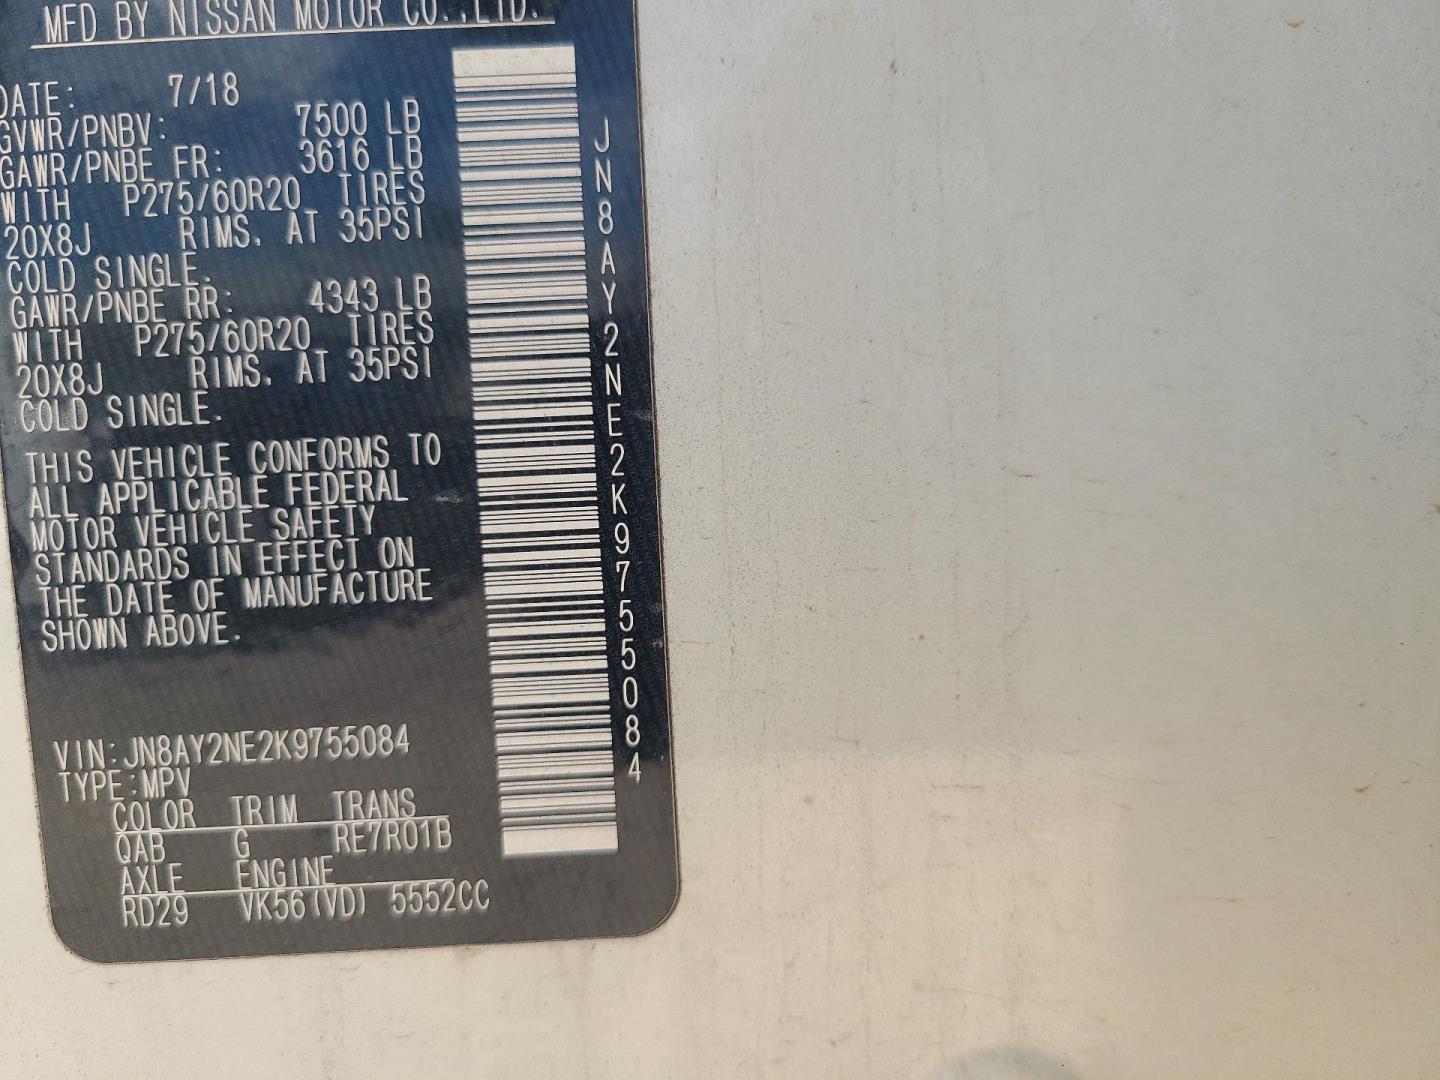 MFD BY NISSAN MOTOR CO.,LTD.
DATE: 7/18
GVWR/PNBV: 7500 LB
GAWR/PNBE FR: 3616 LB
WITH P275/60R20 TIRES
20X8J RIMS. AT 35PSI
COLD SINGLE.
GAWR/PNBE RR: 4343 LB
WITH P275/60R20 TIRES
20X8J RIMS. AT 35PSI
COLD SINGLE.
THIS VEHICLE CONFORMS TO
ALL APPLICABLE FEDERAL
MOTOR VEHICLE SAFETY
STANDARDS IN EFFECT ON
THE DATE OF MANUFACTURE
SHOWN ABOVE.
VIN:JN8AY2NE2K9755084
TYPE:MPV
COLOR TRIM TRANS
QAB G RE7R01B
AXLE ENGINE
RD29 VK56(VD) 5552CC
JN8AY2NE2K9755084